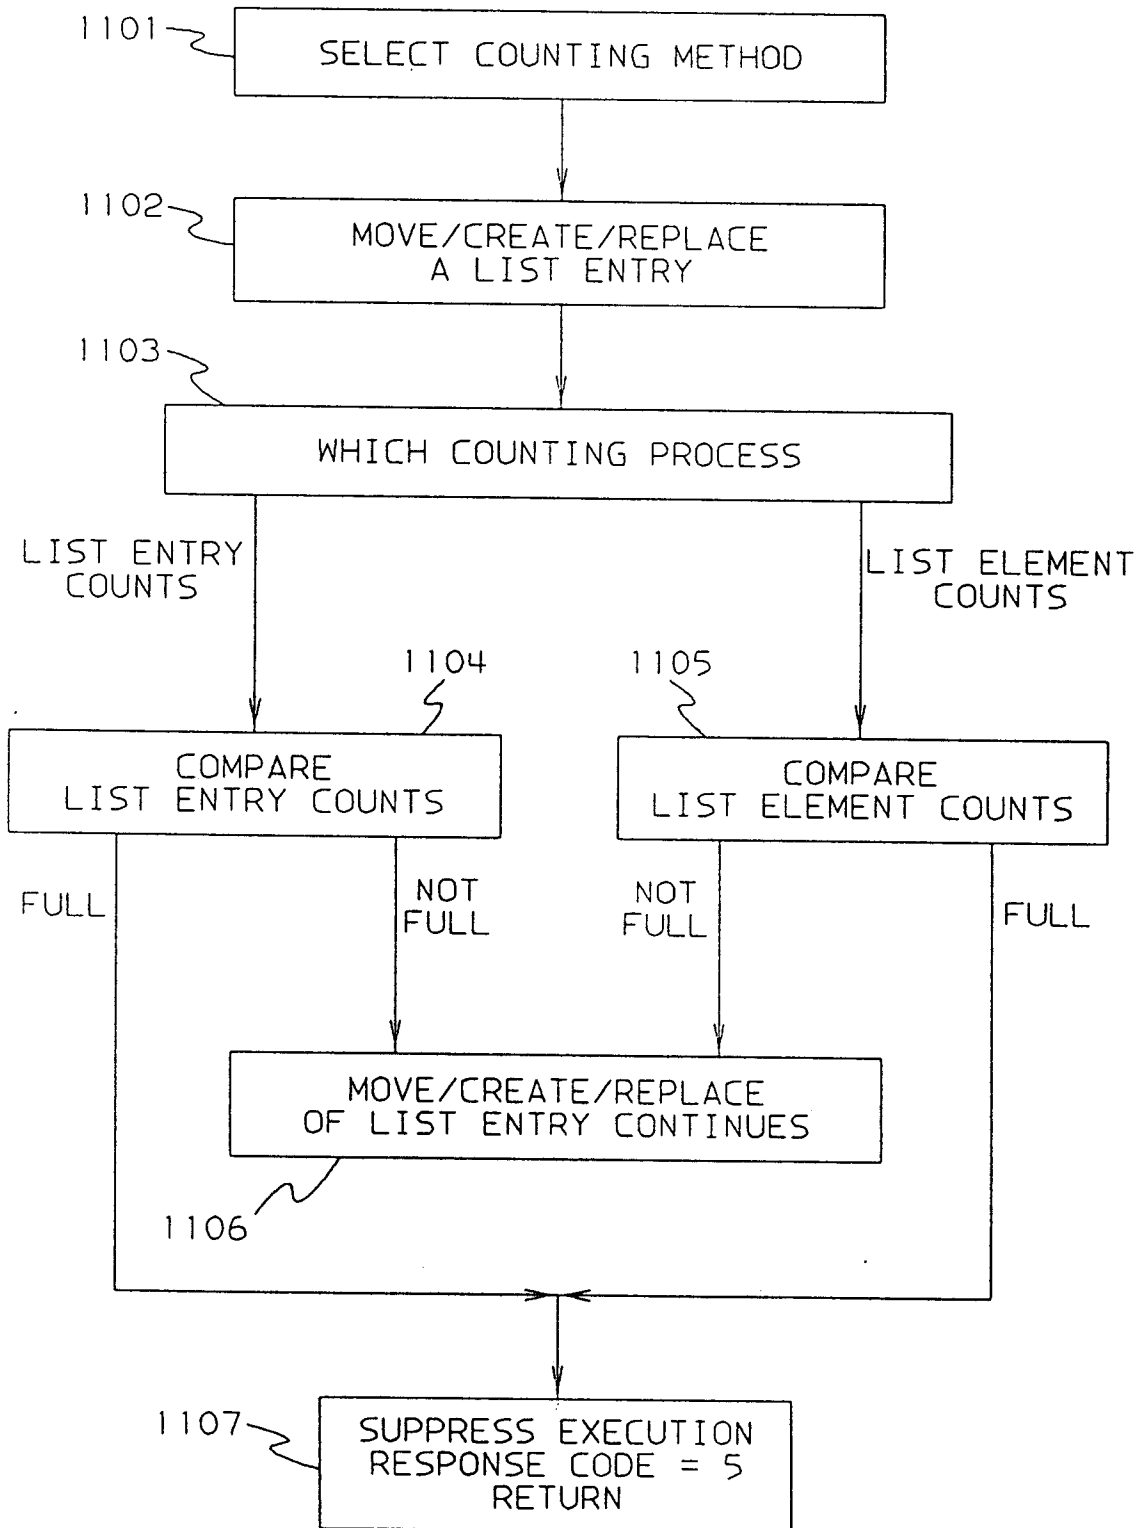 1101
SELECT COUNTING METHOD
1102
MOVE/CREATE/REPLACE
A LIST ENTRY
1103
WHICH COUNTING PROCESS
LIST ENTRY
COUNTS
LIST ELEMENT
COUNTS
1104
1105
COMPARE
LIST ENTRY COUNTS
COMPARE
LIST ELEMENT COUNTS
FULL
NOT
FULL
NOT
FULL
FULL
MOVE/CREATE/REPLACE
OF LIST ENTRY CONTINUES
1106
1107
SUPPRESS EXECUTION
RESPONSE CODE = 5
RETURN